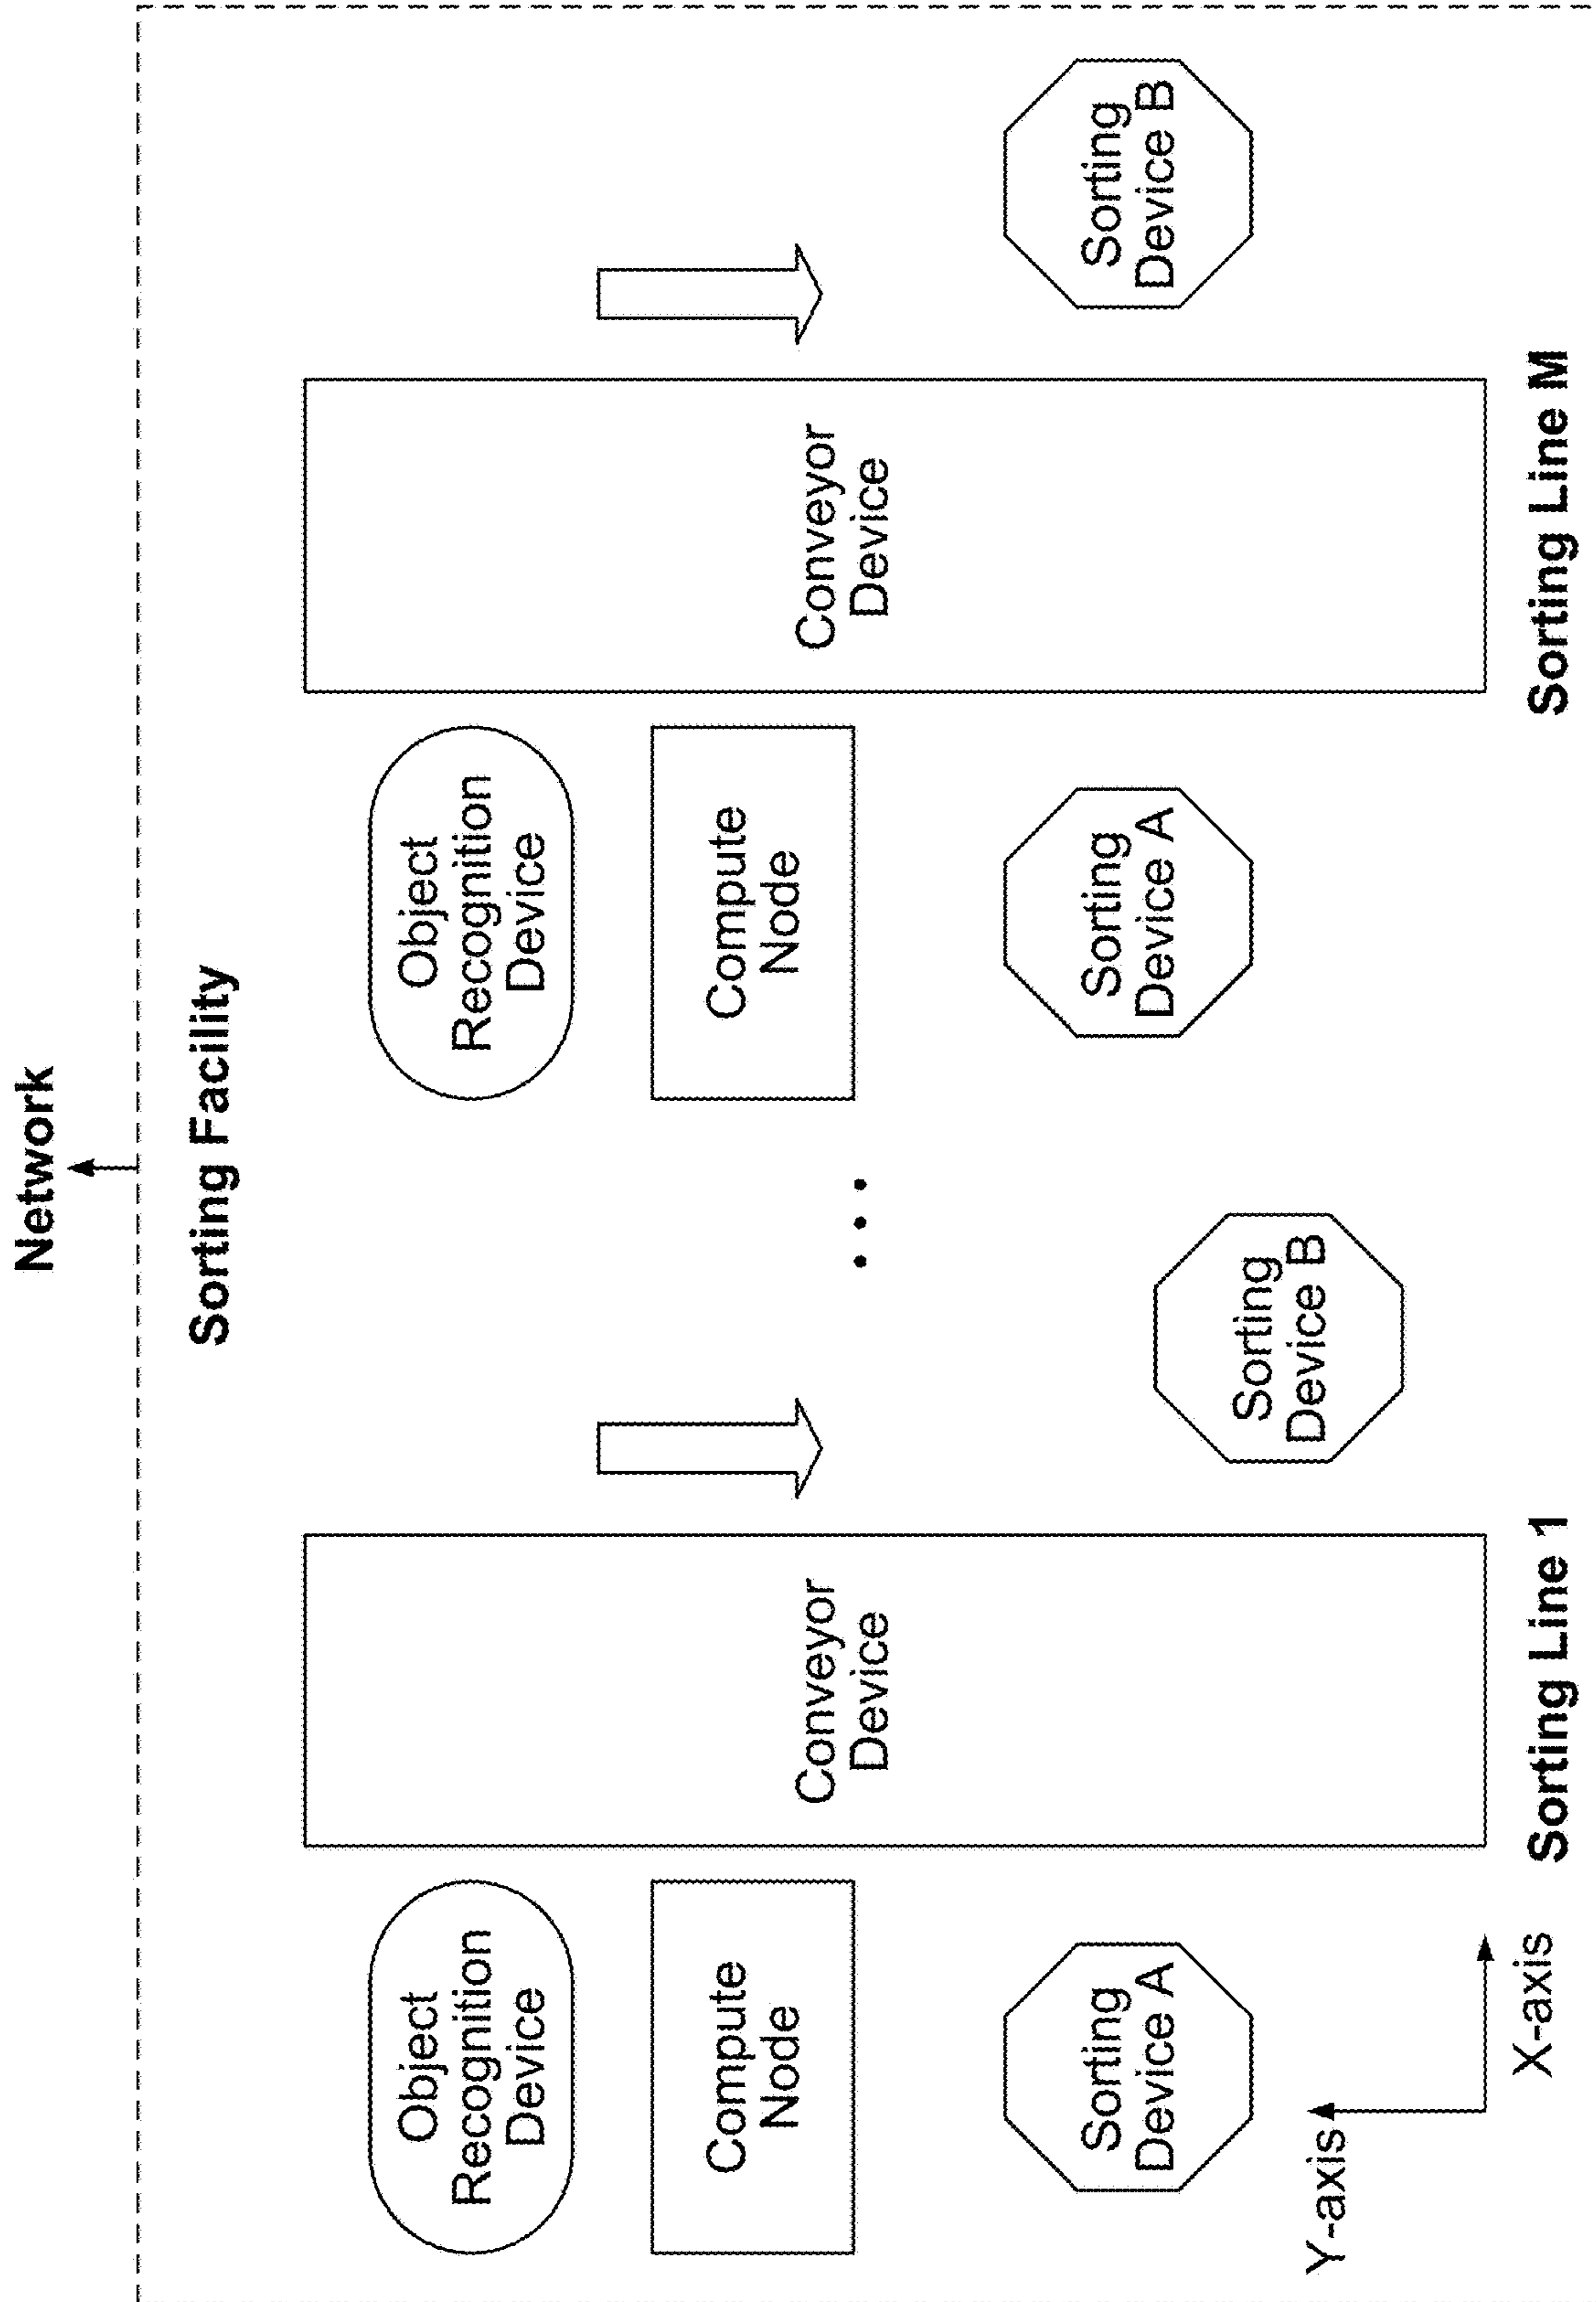 Network
Sorting Facility
Object
Recognition
Device
Compute
Node
Sorting
Device A
Conveyor
Device
Sorting
Device B
Sorting Line 1
Y-axis
X-axis
• • •
Object
Recognition
Device
Compute
Node
Sorting
Device A
Conveyor
Device
Sorting
Device B
Sorting Line M